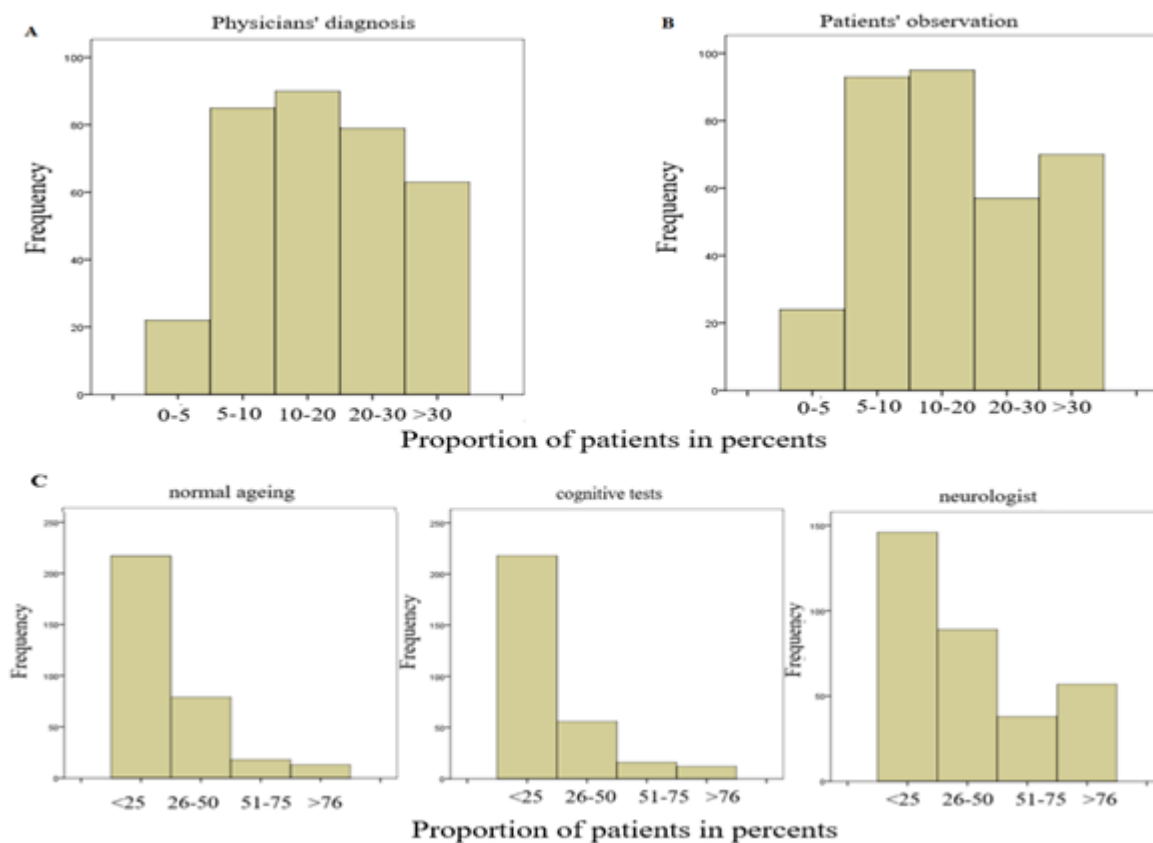 A
Physicians' diagnosis
Frequency
100
80
60
40
20
0
0-5 5-10 10-20 20-30 >30
B
Patients' observation
Frequency
100
80
60
40
20
0
0-5 5-10 10-20 20-30 >30
Proportion of patients in percents
C
normal ageing
Frequency
250
200
150
100
50
0
<25 26-50 51-75 >76
cognitive tests
Frequency
250
200
150
100
50
0
<25 26-50 51-75 >76
neurologist
Frequency
150
100
50
0
<25 26-50 51-75 >76
Proportion of patients in percents